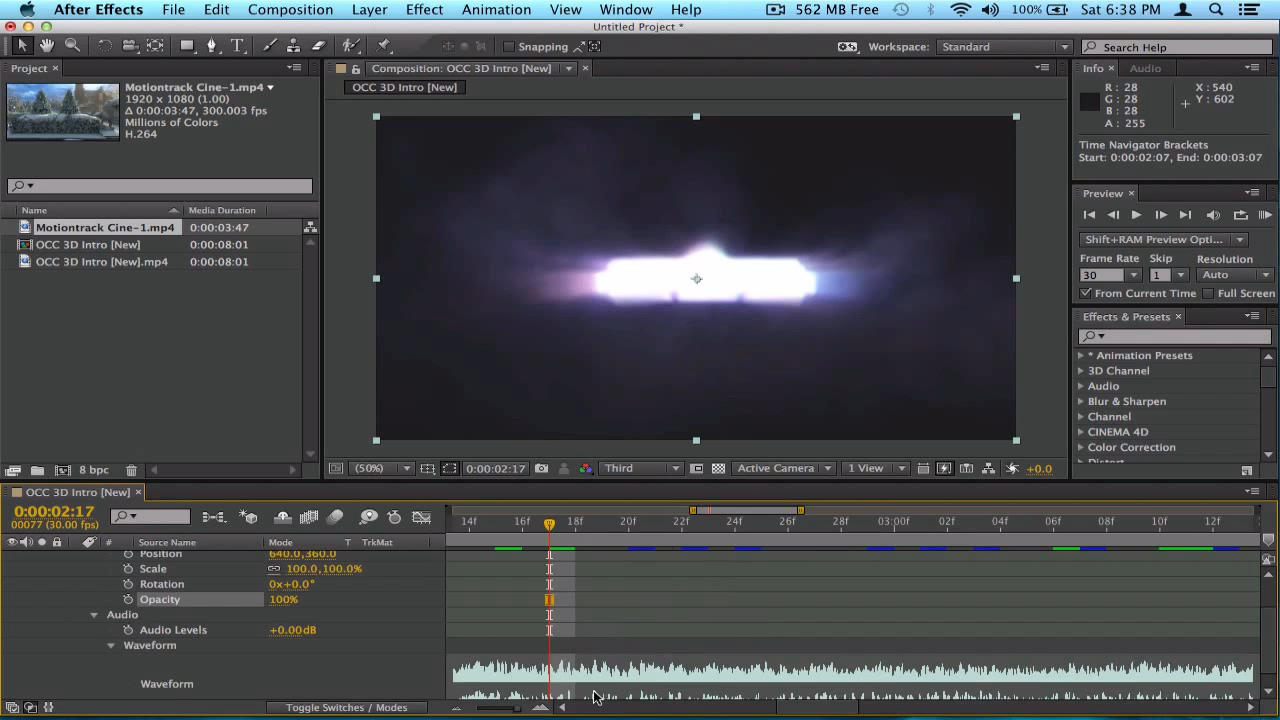 After Effects File Edit Composition Layer Effect Animation View Window Help 562 MB Free 100% Sat 6:38 PM
Untitled Project *
Snapping Workspace: Standard Search Help
Project × Composition: OCC 3D Intro [New] × Info × Audio
OCC 3D Intro [New]
Motiontrack Cine-1.mp4
1920 x 1080 (1.00)
Δ 0:00:03:47, 300.003 fps
Millions of Colors
H.264
R : 28
G : 28
B : 28
A : 255
X : 540
Y : 602
Time Navigator Brackets
Start: 0:00:02:07, End: 0:00:03:07
Preview ×
Shift+RAM Preview Opti...
Frame Rate Skip Resolution
30 1 Auto
From Current Time Full Screen
Effects & Presets ×
* Animation Presets
3D Channel
Audio
Blur & Sharpen
Channel
CINEMA 4D
Color Correction
Distort
Name Media Duration
Motiontrack Cine-1.mp4 0:00:03:47
OCC 3D Intro [New] 0:00:08:01
OCC 3D Intro [New].mp4 0:00:08:01
8 bpc
(50%) 0:00:02:17 Third Active Camera 1 View +0.0
OCC 3D Intro [New] ×
0:00:02:17
00077 (30.00 fps)
14f 16f 18f 20f 22f 24f 26f 28f 03:00f 02f 04f 06f 08f 10f 12f
# Source Name Mode TrkMat
Position 640.0,360.0
Scale 100.0,100.0%
Rotation 0x+0.0°
Opacity 100%
Audio
Audio Levels +0.00dB
Waveform
Waveform
Toggle Switches / Modes